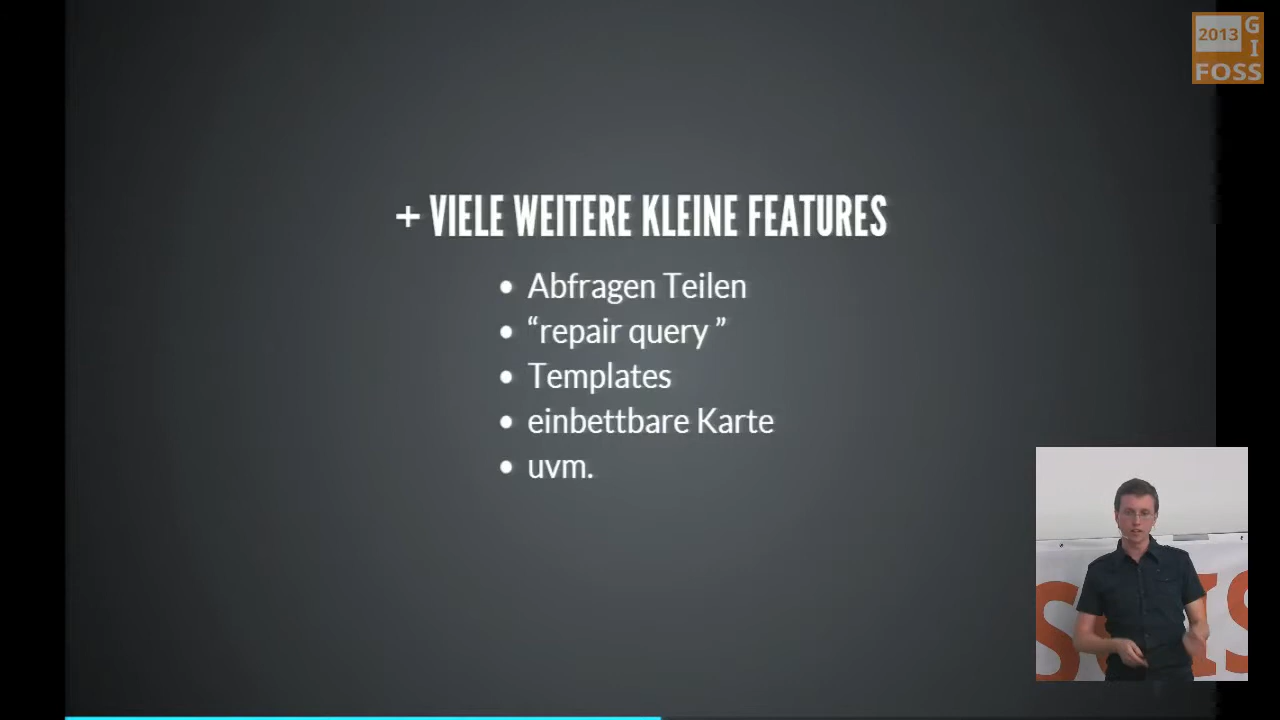 2013
G
I
FOSS
+ VIELE WEITERE KLEINE FEATURES
• Abfragen Teilen
• “repair query ”
• Templates
• einbettbare Karte
• uvm.